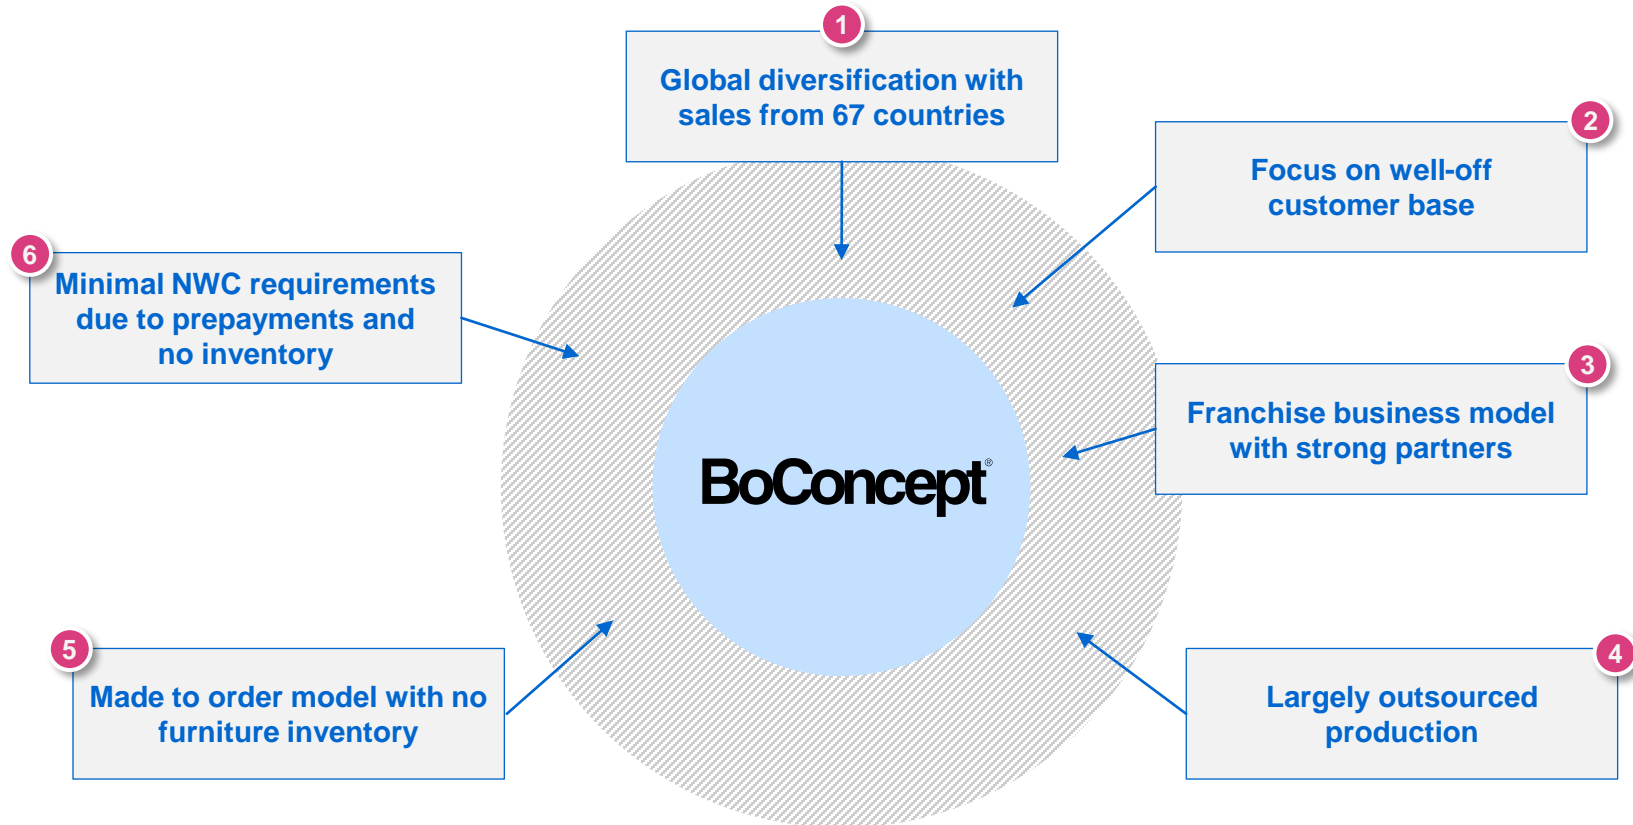 1
Global diversification with
sales from 67 countries
2
Focus on well-off
customer base
3
Franchise business model
with strong partners
4
Largely outsourced
production
5
Made to order model with no
furniture inventory
6
Minimal NWC requirements
due to prepayments and
no inventory
BoConcept®